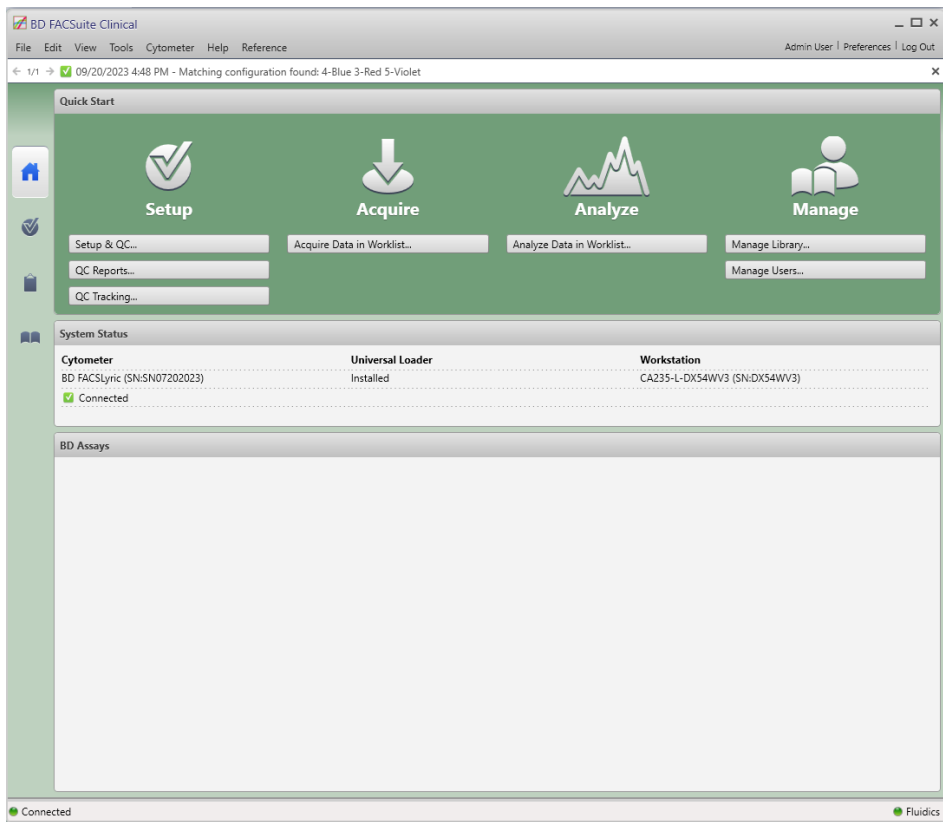 BD FACSuite Clinical
File Edit View Tools Cytometer Help Reference
Admin User | Preferences | Log Out
1/1 09/20/2023 4:48 PM - Matching configuration found: 4-Blue 3-Red 5-Violet
Quick Start
Setup Acquire Analyze Manage
Setup & QC... Acquire Data in Worklist... Analyze Data in Worklist... Manage Library...
QC Reports... Manage Users...
QC Tracking...
System Status
Cytometer Universal Loader Workstation
BD FACSLyric (SN:SN07202023) Installed CA235-L-DX54WV3 (SN:DX54WV3)
Connected
BD Assays
Connected Fluidics